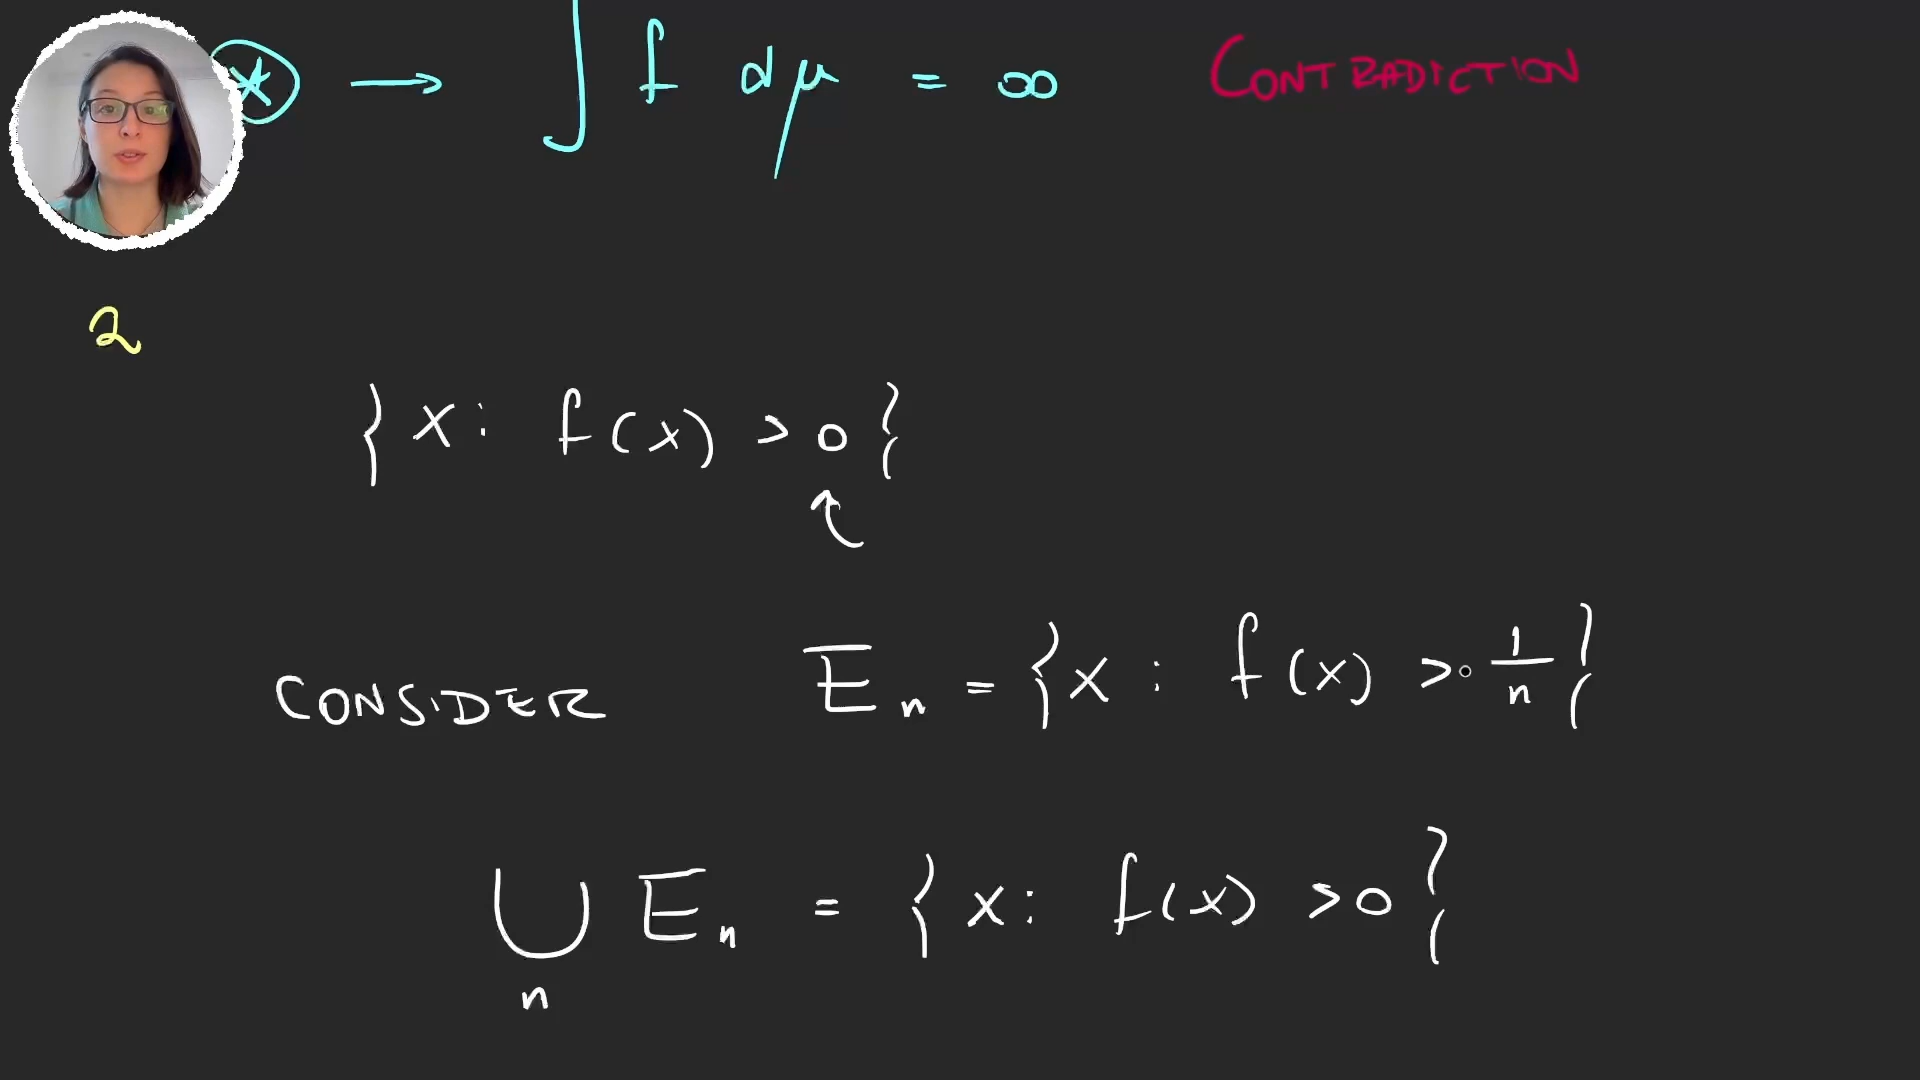 * → ∫ f dμ = ∞ CONTRADICTION
2
{ x : f(x) > 0 }
CONSIDER E_n = { x : f(x) > 1/n }
⋃_n E_n = { x : f(x) > 0 }